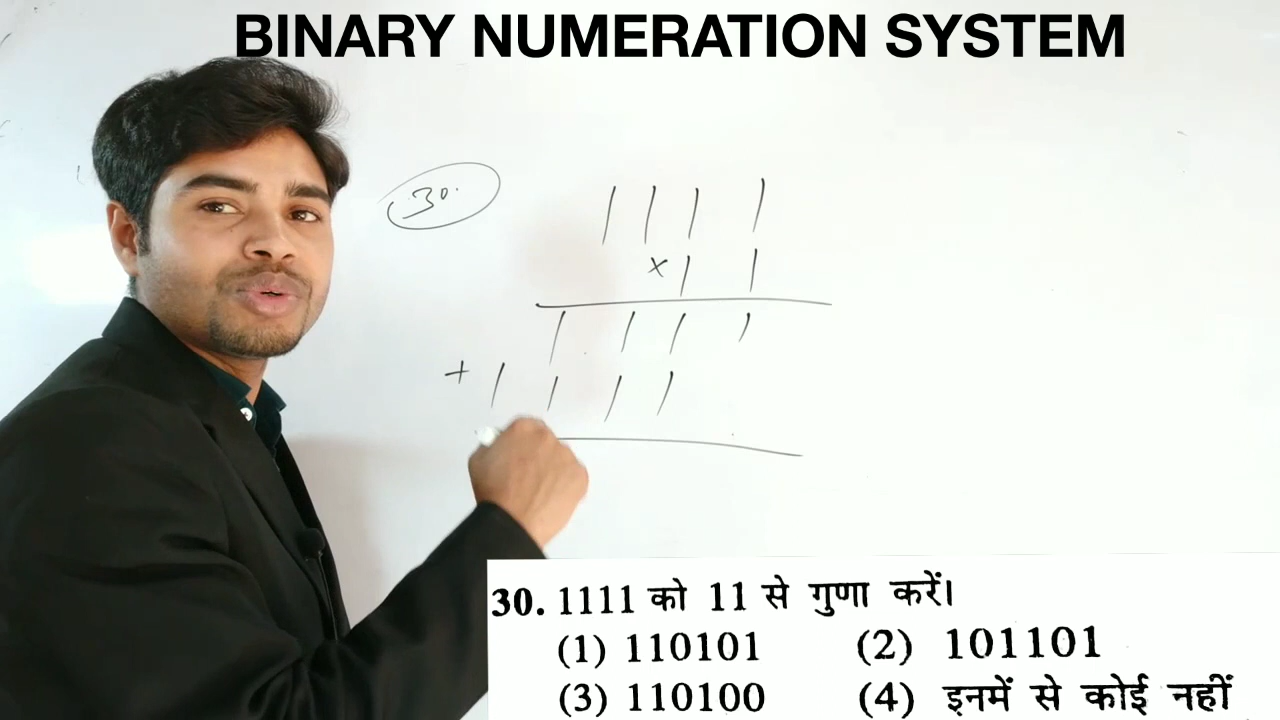 BINARY NUMERATION SYSTEM
30.
1111
×11
1111
+1111
30. 1111 को 11 से गुणा करें।
(1) 110101 (2) 101101
(3) 110100 (4) इनमें से कोई नहीं